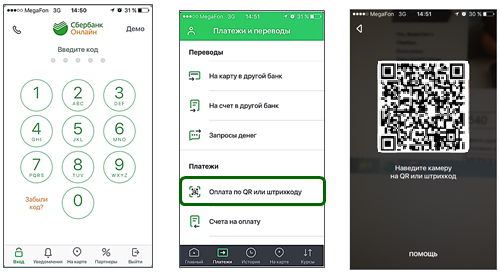 MegaFon 3G 14:50 31 %
Сбербанк
Онлайн
Демо
Введите код
1
2 ABC
3 DEF
4 GHI
5 JKL
6 MNO
7 PQRS
8 TUV
9 WXYZ
Забыли
код?
0
Вход Уведомления На карте Партнеры Выйти
MegaFon 3G 14:51 30 %
Платежи и переводы
Переводы
На карту в другой банк
На счет в другой банк
Запросы денег
Платежи
Оплата по QR или штрихкоду
Счета на оплату
Главный Платежи История На карте Курсы
MegaFon 3G 14:51 30 %
Наведите камеру
на QR или штрихкод
ПОМОЩЬ